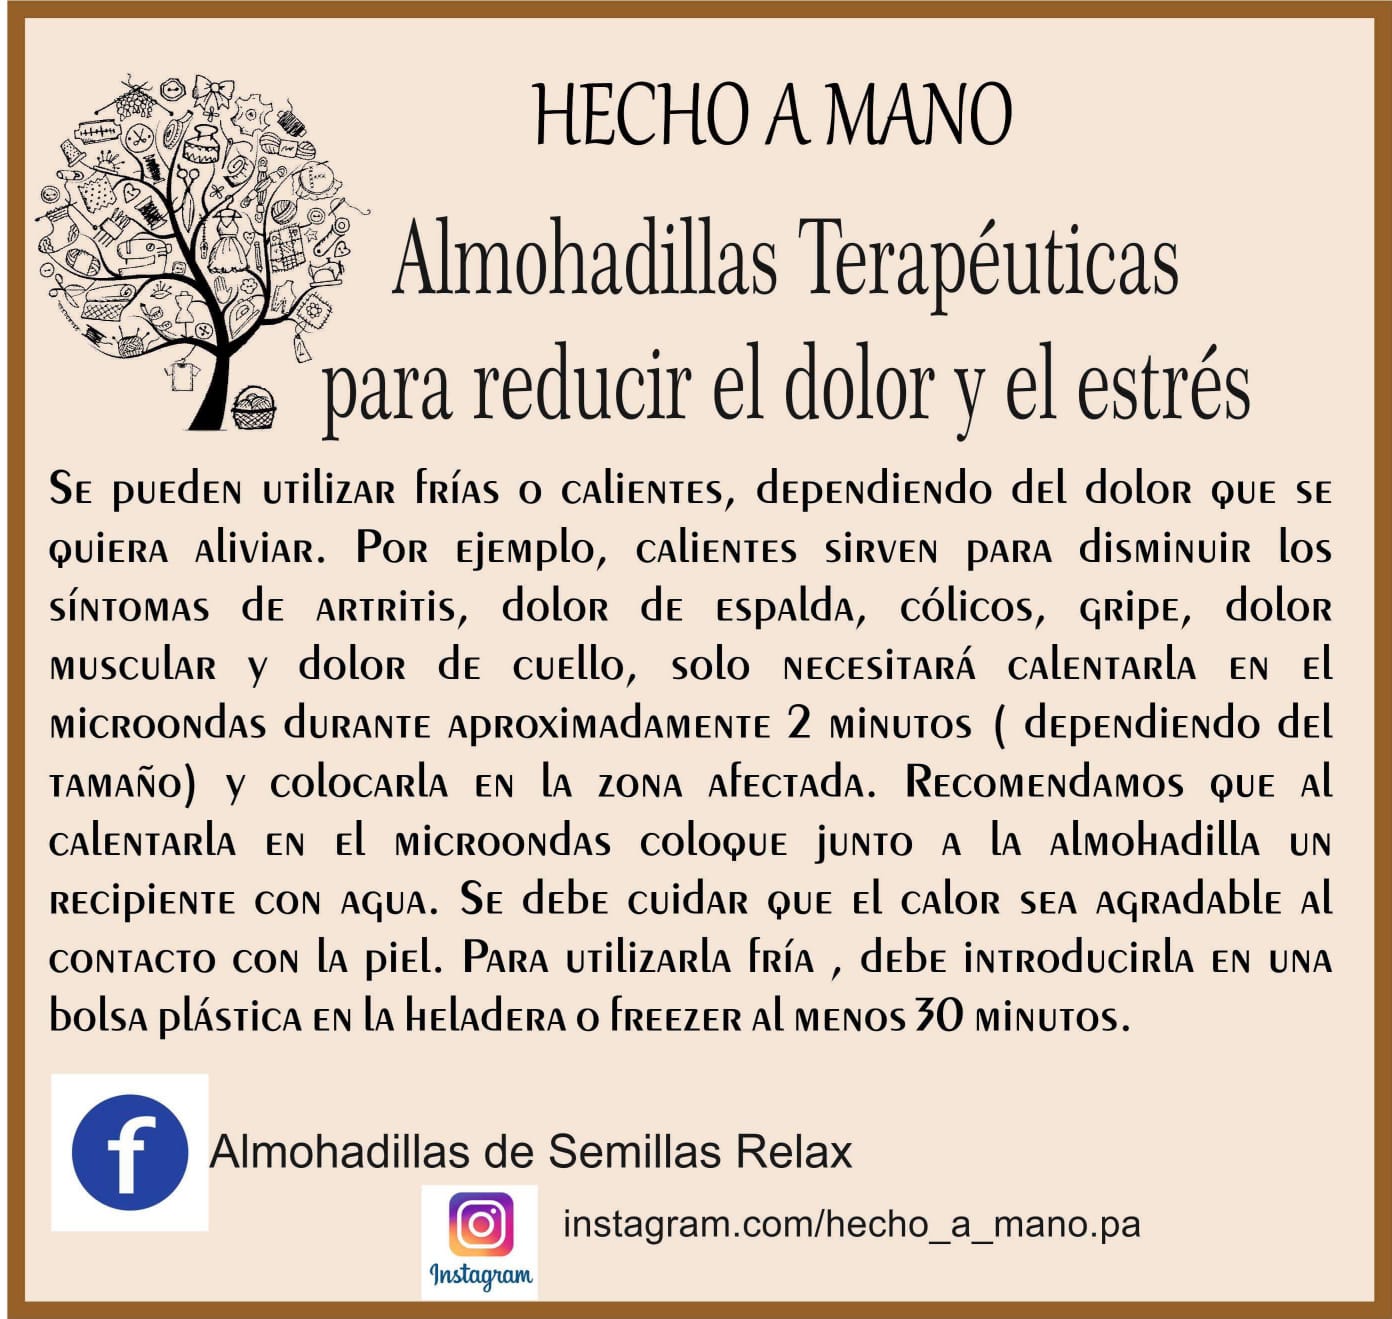 HECHO A MANO
Almohadillas Terapéuticas
para reducir el dolor y el estrés
Se pueden utilizar frías o calientes, dependiendo del dolor que se
quiera aliviar. Por ejemplo, calientes sirven para disminuir los
síntomas de artritis, dolor de espalda, cólicos, gripe, dolor
muscular y dolor de cuello, solo necesitará calentarla en el
microondas durante aproximadamente 2 minutos ( dependiendo del
tamaño) y colocarla en la zona afectada. Recomendamos que al
calentarla en el microondas coloque junto a la almohadilla un
recipiente con agua. Se debe cuidar que el calor sea agradable al
contacto con la piel. Para utilizarla fría , debe introducirla en una
bolsa plástica en la heladera o freezer al menos 30 minutos.
f
Almohadillas de Semillas Relax
instagram.com/hecho_a_mano.pa
Instagram